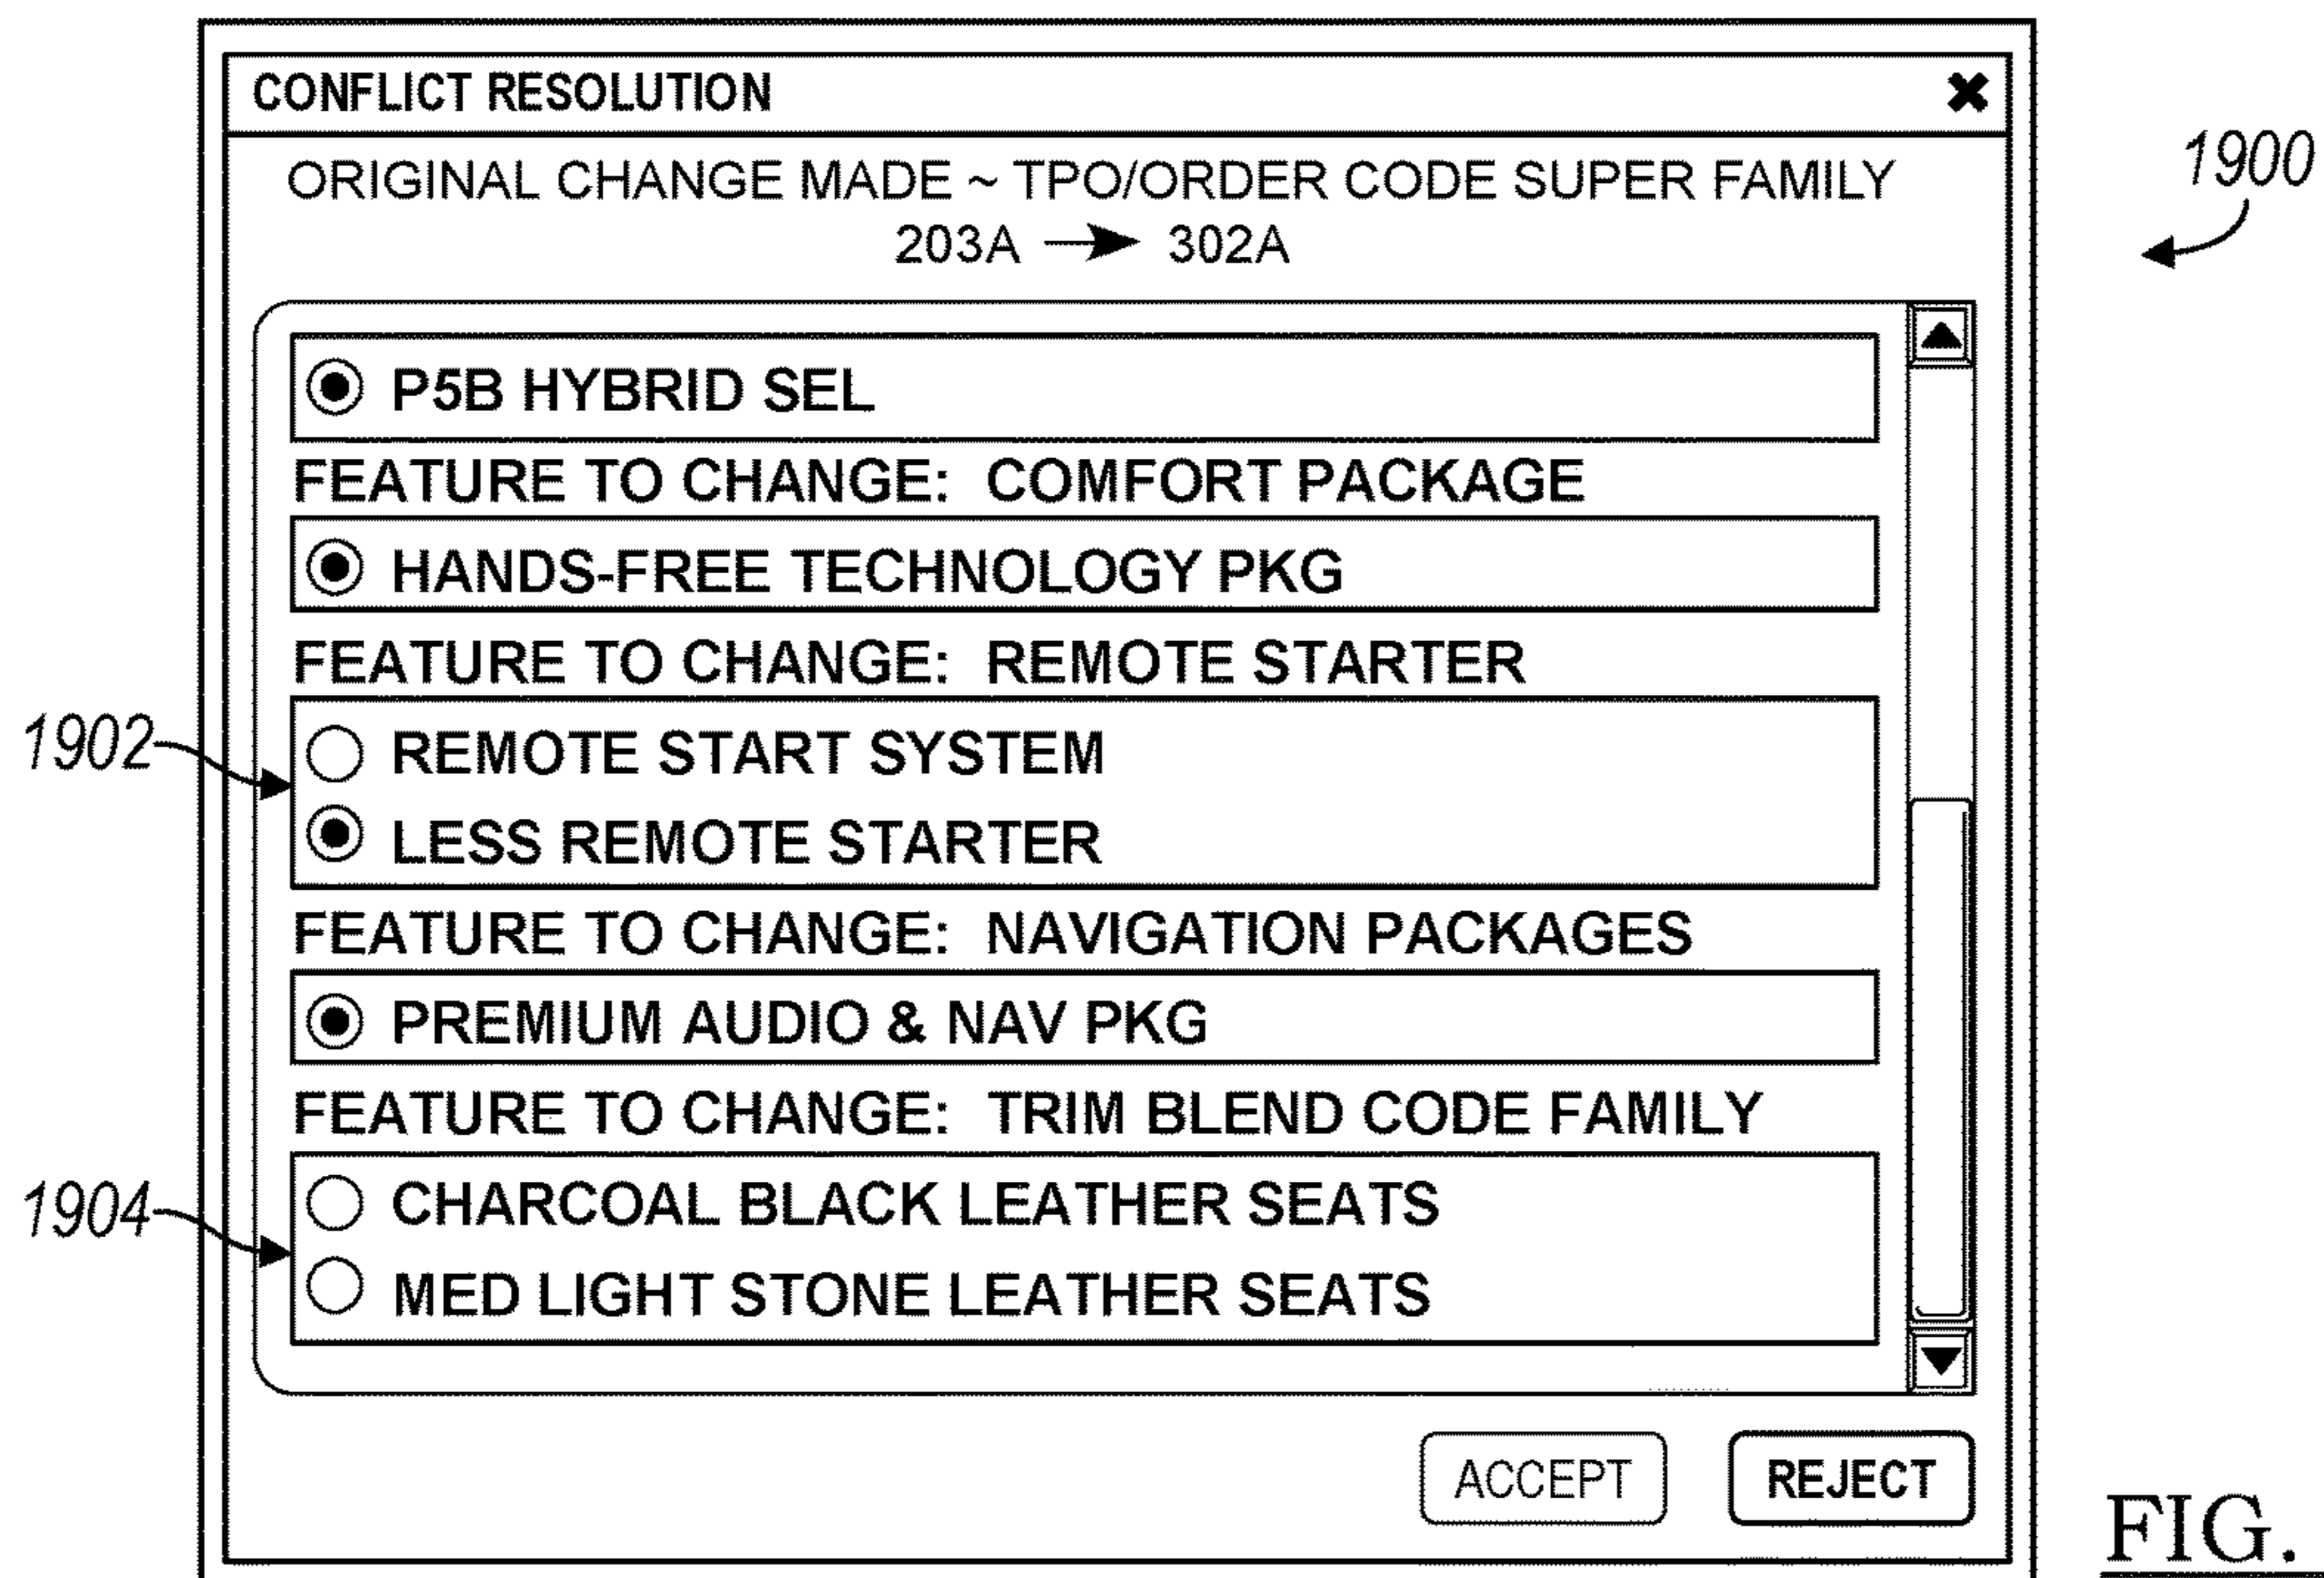 CONFLICT RESOLUTION
ORIGINAL CHANGE MADE ~ TPO/ORDER CODE SUPER FAMILY
203A → 302A
1900
P5B HYBRID SEL
FEATURE TO CHANGE: COMFORT PACKAGE
HANDS-FREE TECHNOLOGY PKG
FEATURE TO CHANGE: REMOTE STARTER
1902
REMOTE START SYSTEM
LESS REMOTE STARTER
FEATURE TO CHANGE: NAVIGATION PACKAGES
PREMIUM AUDIO & NAV PKG
FEATURE TO CHANGE: TRIM BLEND CODE FAMILY
1904
CHARCOAL BLACK LEATHER SEATS
MED LIGHT STONE LEATHER SEATS
ACCEPT REJECT
FIG.